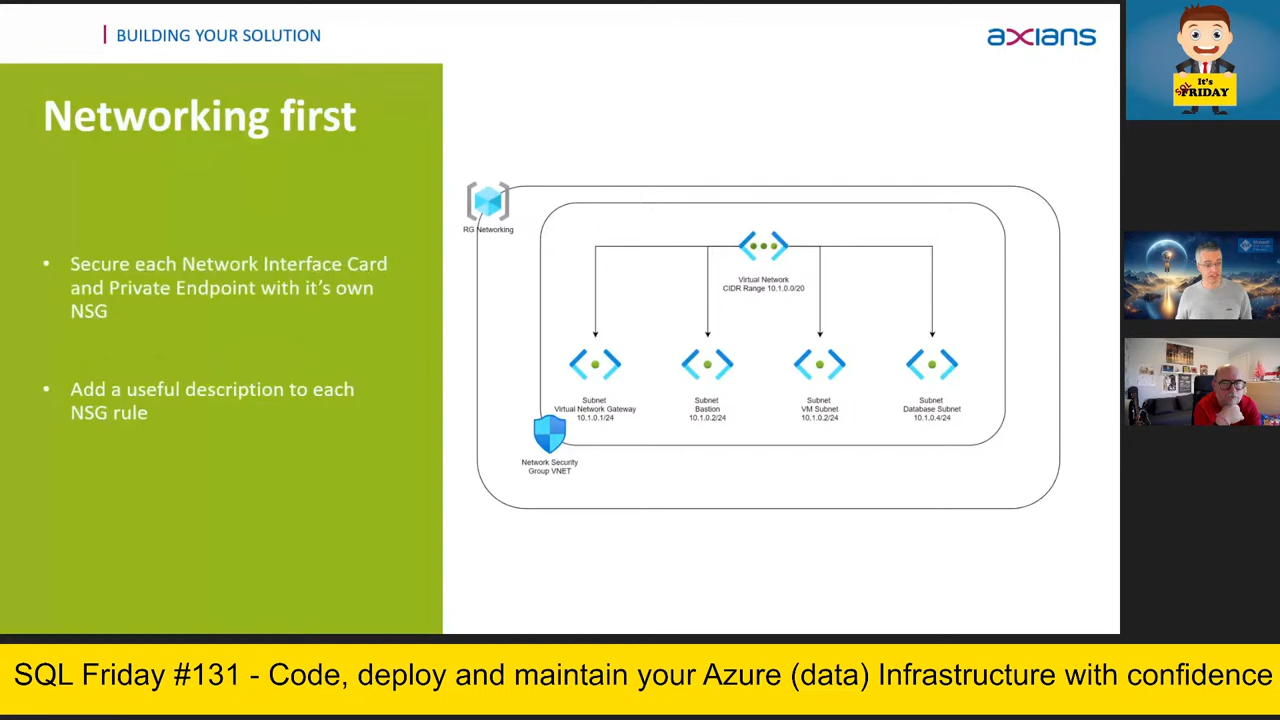 BUILDING YOUR SOLUTION
axians
It's
SQL
FRIDAY
Networking first
• Secure each Network Interface Card
and Private Endpoint with it's own
NSG
• Add a useful description to each
NSG rule
RG Networking
Virtual Network
CIDR Range 10.1.0.0/20
Subnet
Virtual Network Gateway
10.1.0.1/24
Subnet
Bastion
10.1.0.2/24
Subnet
VM Subnet
10.1.0.2/24
Subnet
Database Subnet
10.1.0.4/24
Network Security
Group VNET
SQL Friday #131 - Code, deploy and maintain your Azure (data) Infrastructure with confidence